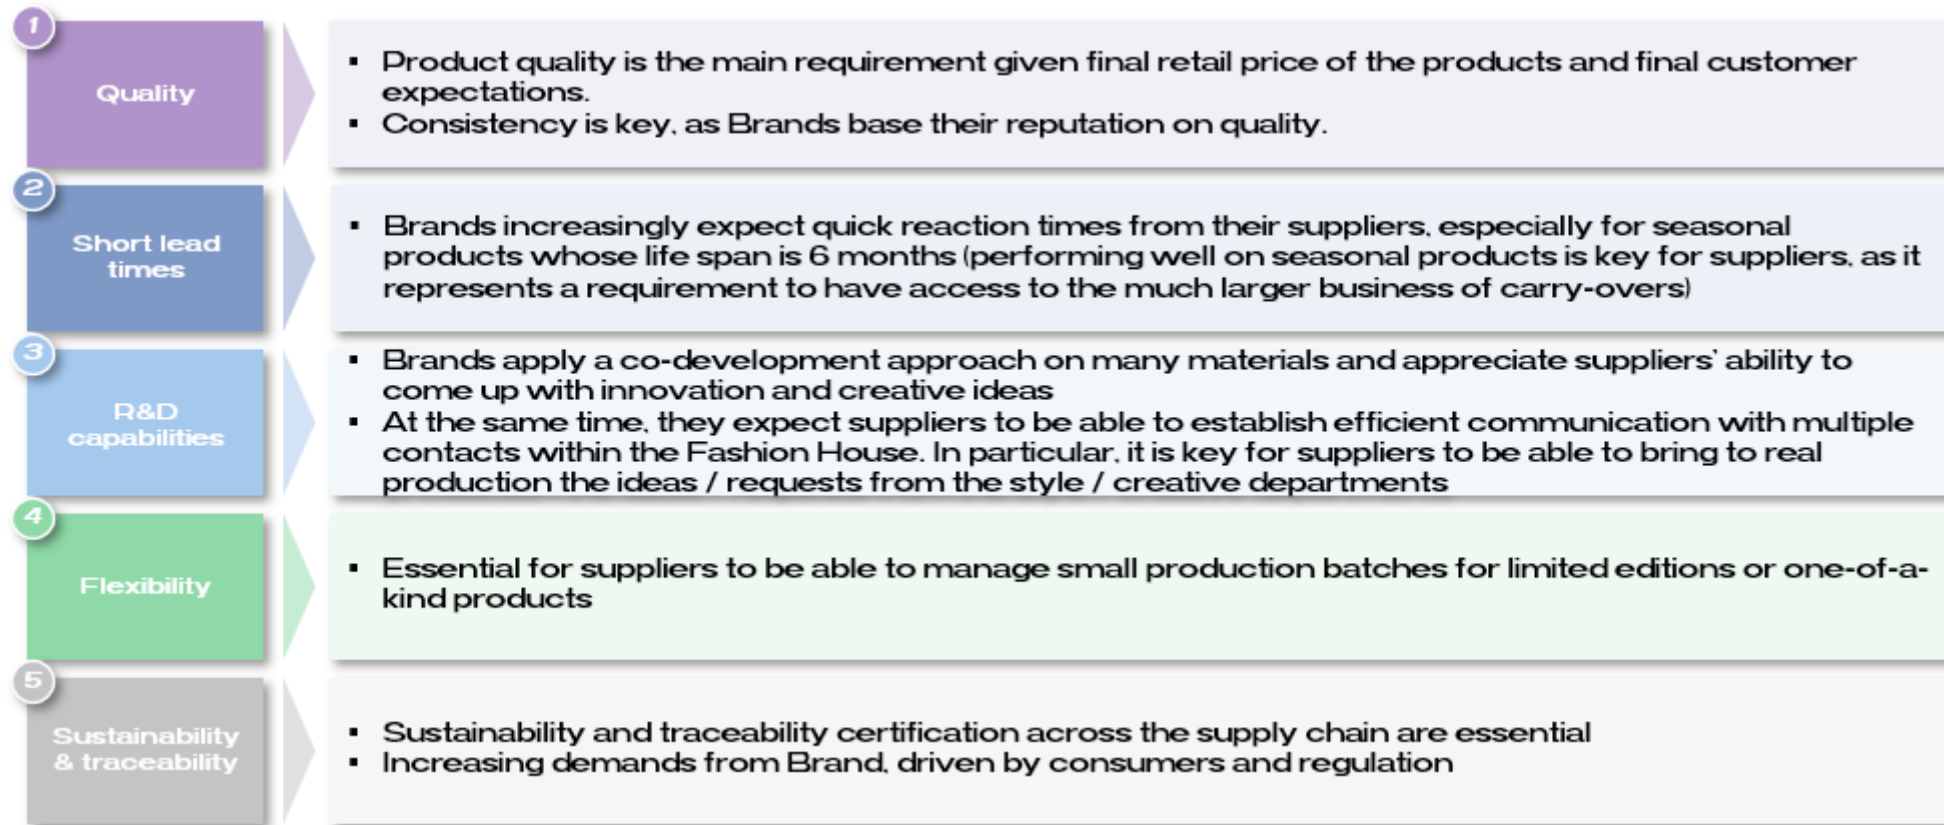 1
Quality
▪ Product quality is the main requirement given final retail price of the products and final customer
expectations.
▪ Consistency is key, as Brands base their reputation on quality.
2
Short lead
times
▪ Brands increasingly expect quick reaction times from their suppliers, especially for seasonal
products whose life span is 6 months (performing well on seasonal products is key for suppliers, as it
represents a requirement to have access to the much larger business of carry-overs)
3
R&D
capabilities
▪ Brands apply a co-development approach on many materials and appreciate suppliers' ability to
come up with innovation and creative ideas
▪ At the same time, they expect suppliers to be able to establish efficient communication with multiple
contacts within the Fashion House. In particular, it is key for suppliers to be able to bring to real
production the ideas / requests from the style / creative departments
4
Flexibility
▪ Essential for suppliers to be able to manage small production batches for limited editions or one-of-a-
kind products
5
Sustainability
& traceability
▪ Sustainability and traceability certification across the supply chain are essential
▪ Increasing demands from Brand, driven by consumers and regulation